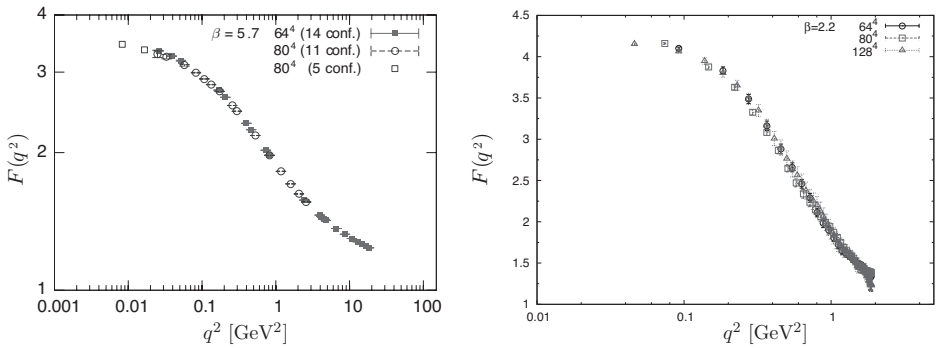 4
3
2
1
F(q²)
0.001
0.01
0.1
1
10
100
q² [GeV²]
β = 5.7
64⁴ (14 conf.)
80⁴ (11 conf.)
80⁴ (5 conf.)
4.5
4
3.5
3
2.5
2
1.5
1
F(q²)
0.01
0.1
1
q² [GeV²]
β=2.2
64⁴
80⁴
128⁴